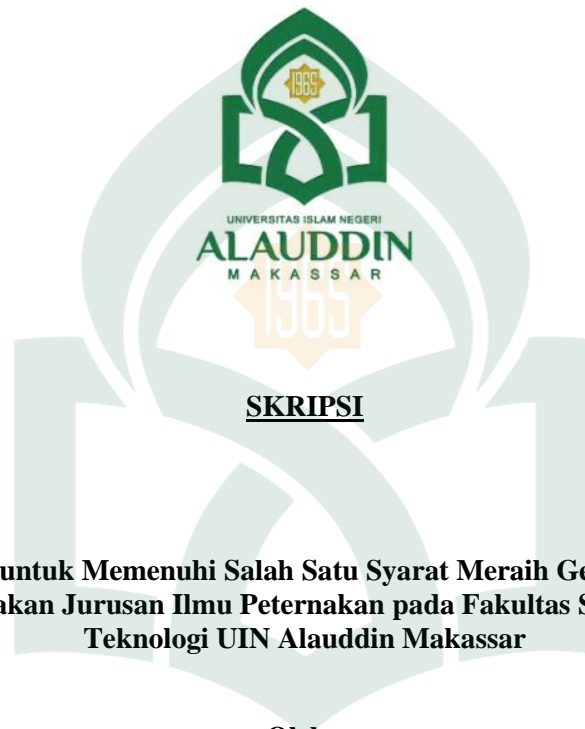 1965
UNIVERSITAS ISLAM NEGERI
ALAUDDIN
MAKASSAR
1965
SKRIPSI
untuk Memenuhi Salah Satu Syarat Meraih
Jurusan Ilmu Peternakan pada Fakultas
Teknologi UIN Alauddin Makassar